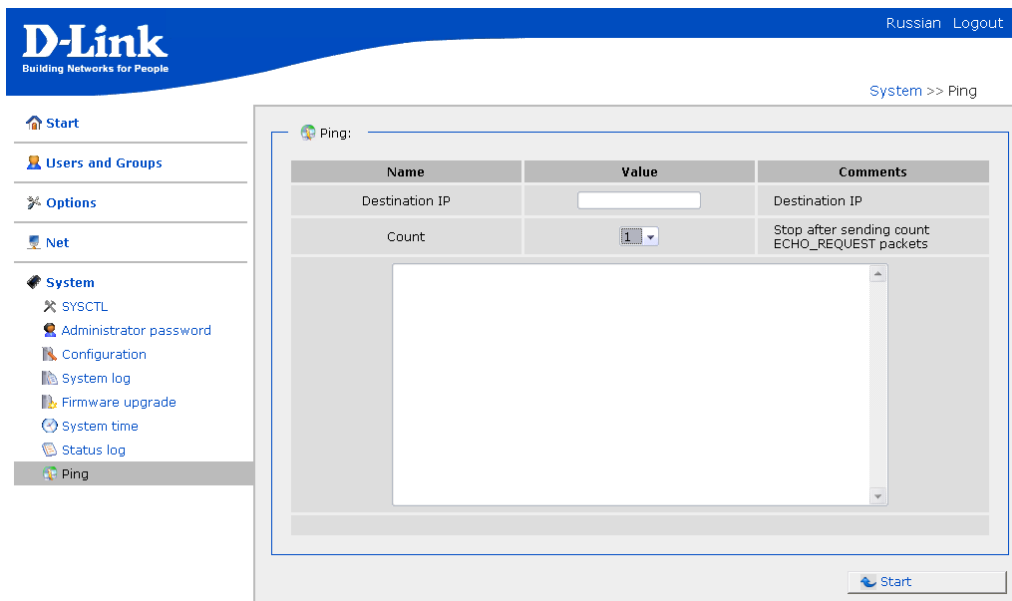 Russian Logout
D-Link
Building Networks for People
System >> Ping
Start
Users and Groups
Options
Net
System
SYSCTL
Administrator password
Configuration
System log
Firmware upgrade
System time
Status log
Ping
Ping:
Name Value Comments
Destination IP Destination IP
Count 1 Stop after sending count
ECHO_REQUEST packets
Start